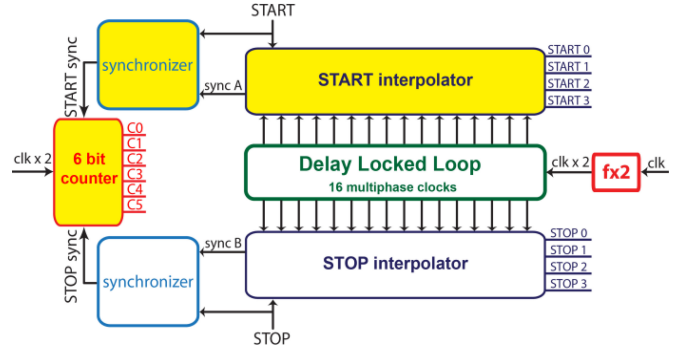 START
synchronizer
START sync
sync A
START interpolator
START 0
START 1
START 2
START 3
clk x 2
6 bit
counter
C0
C1
C2
C3
C4
C5
Delay Locked Loop
16 multiphase clocks
clk x 2
fx2
clk
STOP sync
synchronizer
sync B
STOP interpolator
STOP 0
STOP 1
STOP 2
STOP 3
STOP